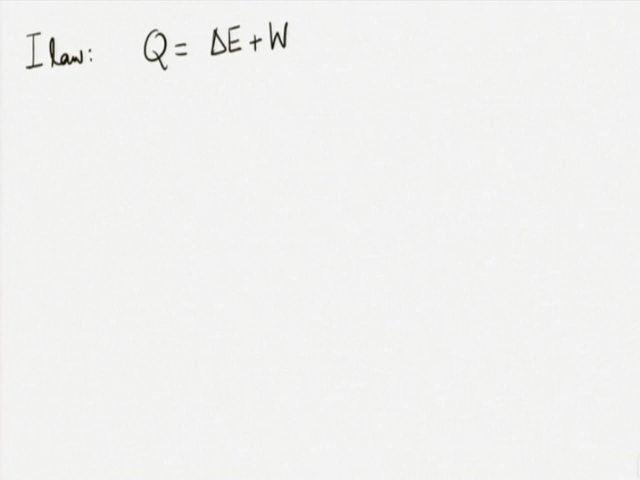 I law: Q = ΔE + W